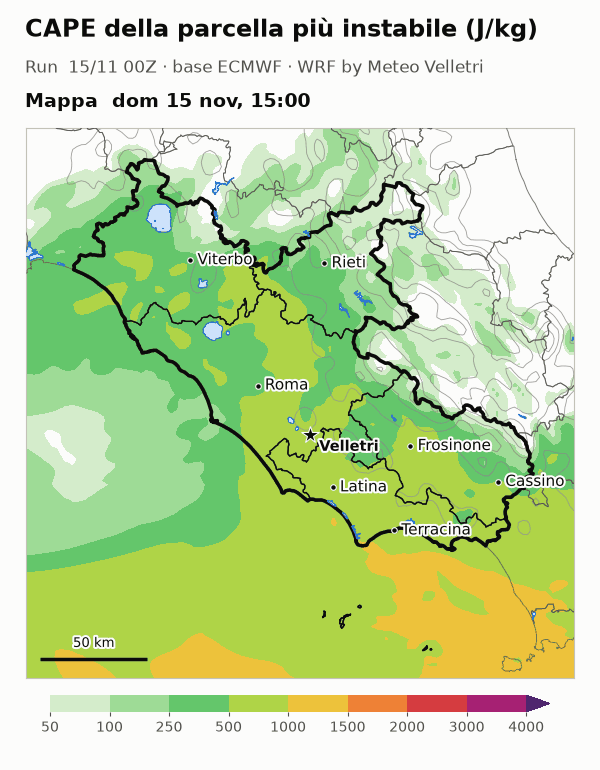 CAPE della parcella più instabile (J/kg)
Run  15/11 00Z · base ECMWF · WRF by Meteo Velletri
Mappa  dom 15 nov, 15:00
Viterbo
Rieti
Roma
Velletri
Frosinone
Cassino
Latina
Terracina
50 km
50 100 250 500 1000 1500 2000 3000 4000